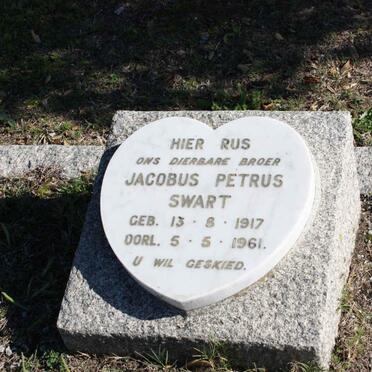 HIER RUS
ONS DIERBARE BROER
JACOBUS PETRUS
SWART
GEB. 13 · 8 · 1917
OORL. 5 · 5 · 1961.
U WIL GESKIED.